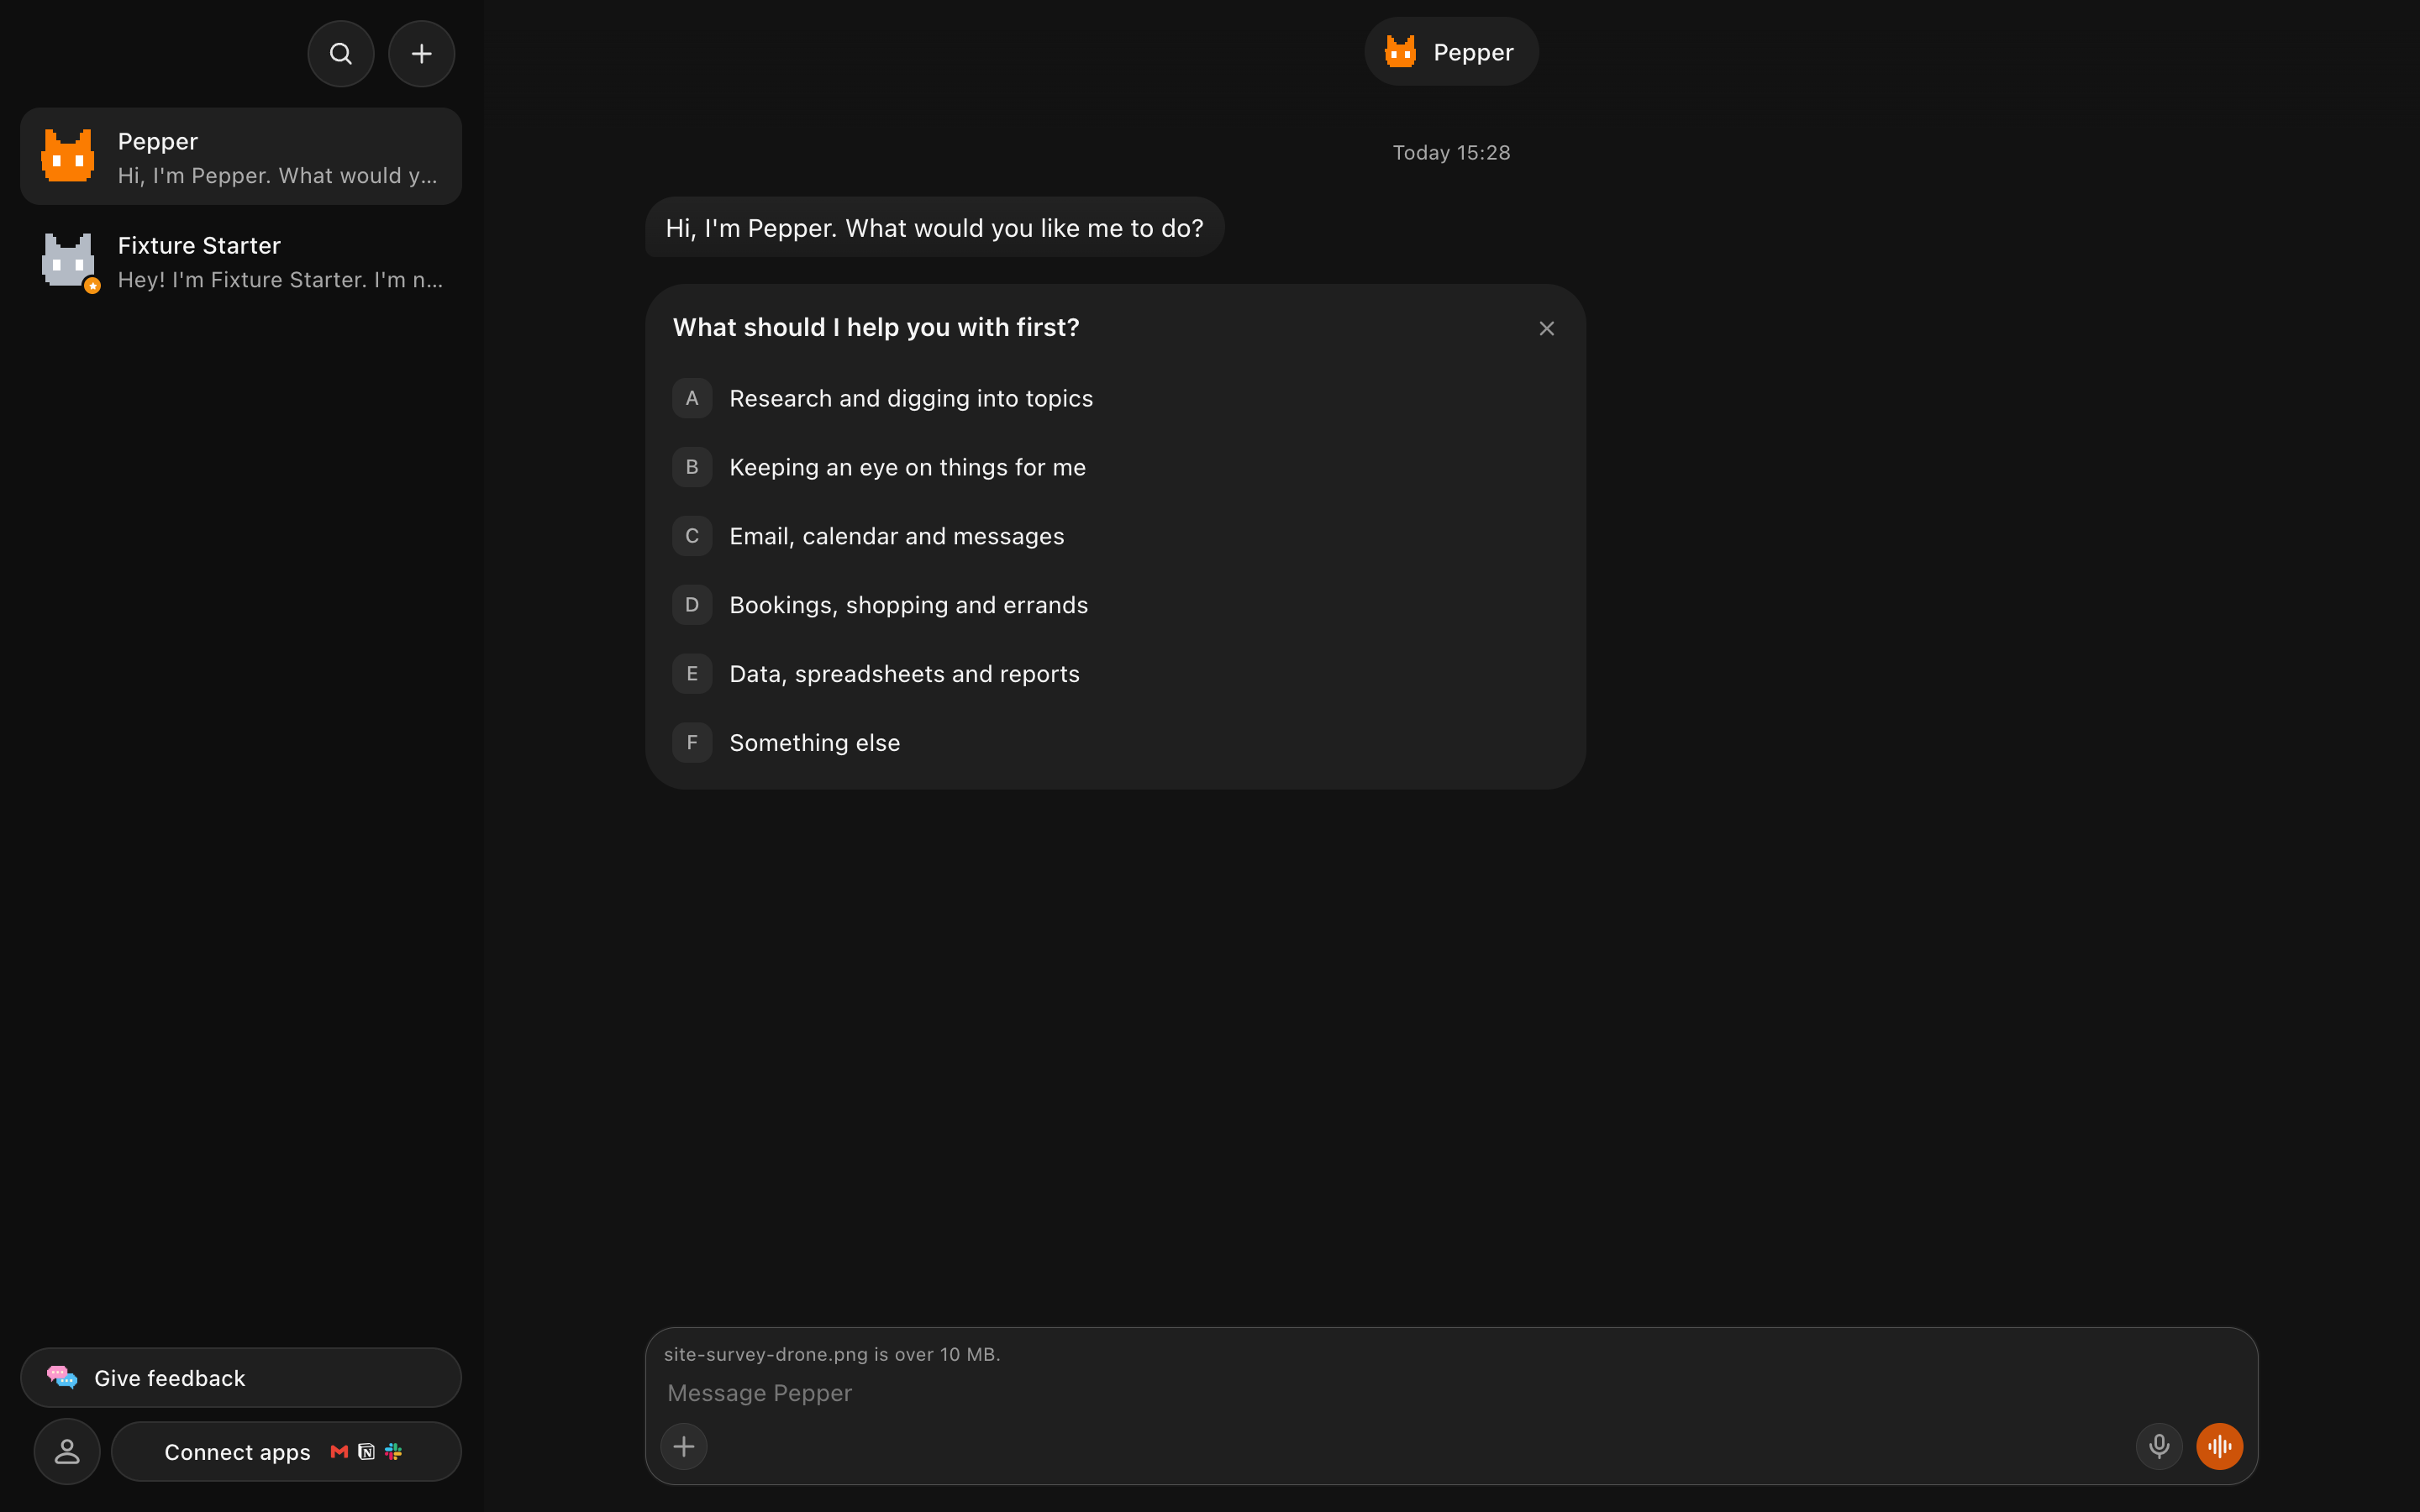 Pepper
Hi, I'm Pepper. What would y...
Fixture Starter
Hey! I'm Fixture Starter. I'm n...
Give feedback
Connect apps
Pepper
Today 15:28
Hi, I'm Pepper. What would you like me to do?
What should I help you with first?
A Research and digging into topics
B Keeping an eye on things for me
C Email, calendar and messages
D Bookings, shopping and errands
E Data, spreadsheets and reports
F Something else
site-survey-drone.png is over 10 MB.
Message Pepper